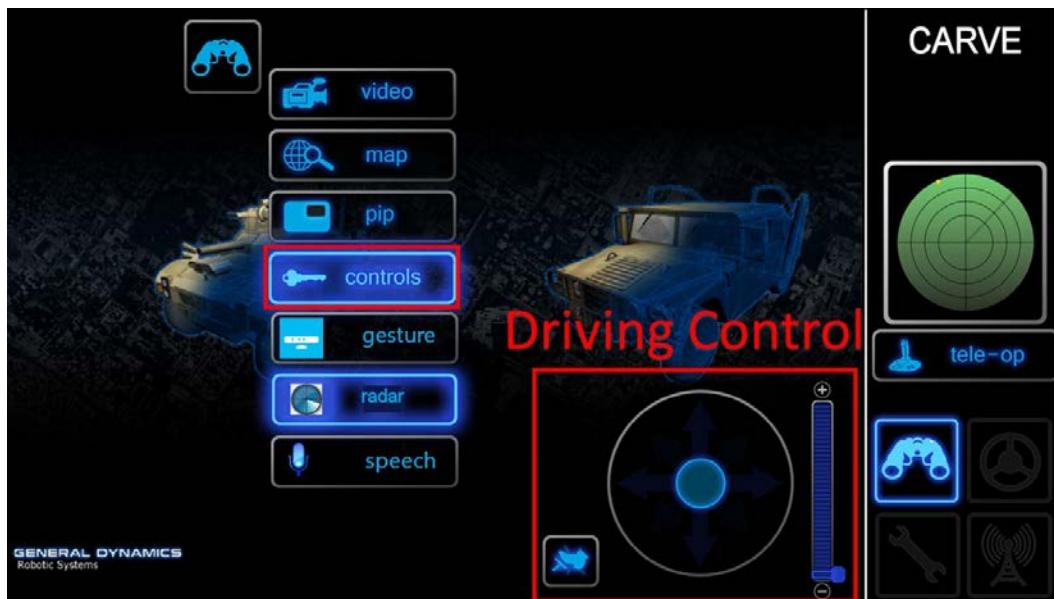 video
map
pip
controls
gesture
radar
speech
Driving Control
GENERAL DYNAMICS
Robotic Systems
CARVE
tele-op